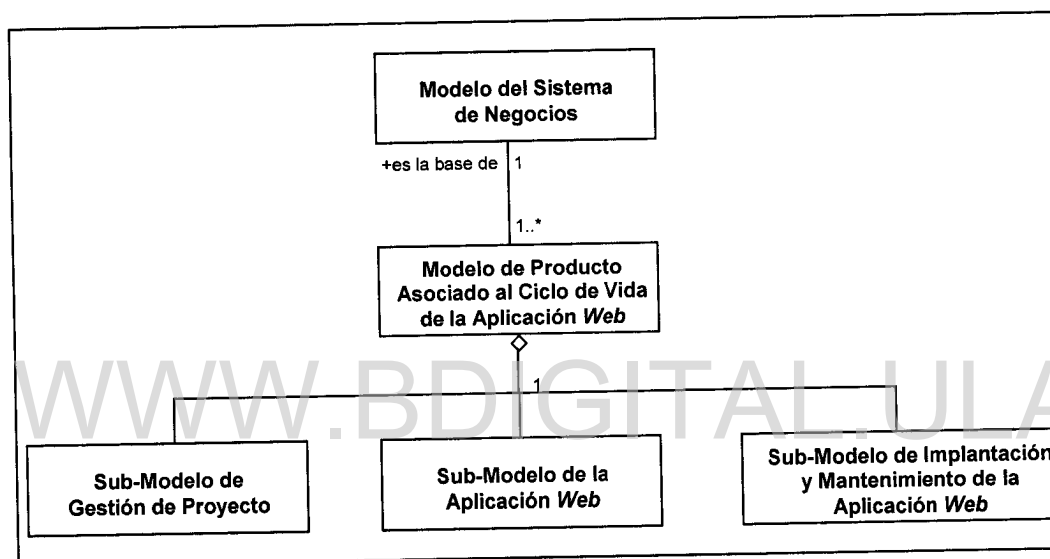 Modelo del Sistema
de Negocios
+es la base de
1
1..*
Modelo de Producto
Asociado al Ciclo de Vida
de la Aplicación Web
1
WWW.BDIGITAL.ULA
Sub-Modelo de
Gestión de Proyecto
Sub-Modelo de la
Aplicación Web
Sub-Modelo de Implantación
y Mantenimiento de la
Aplicación Web